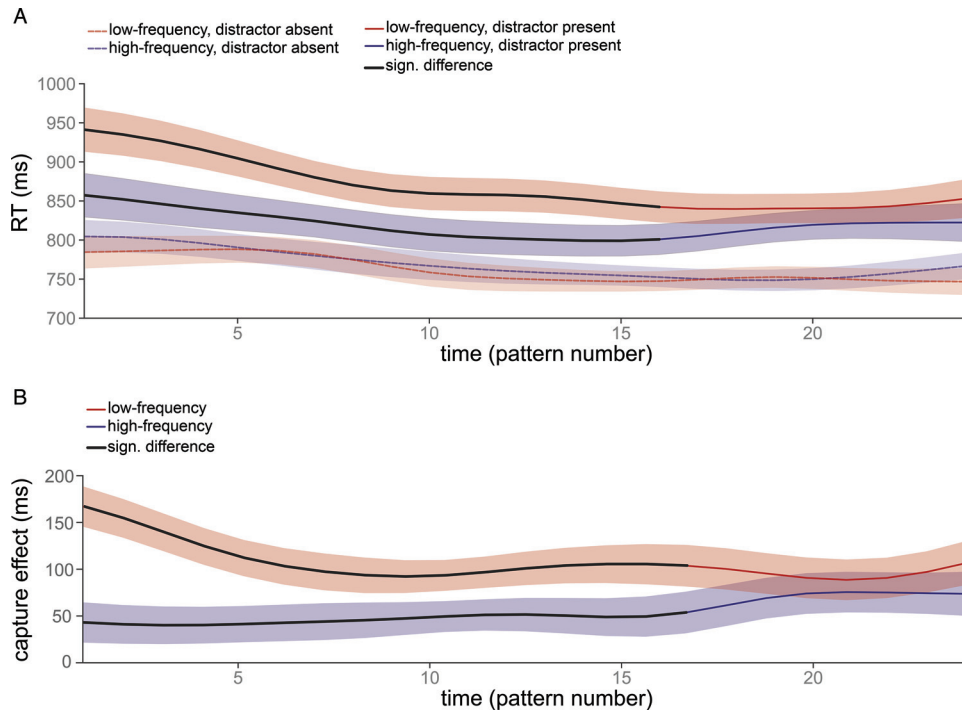 A
low-frequency, distractor absent
high-frequency, distractor absent
low-frequency, distractor present
high-frequency, distractor present
sign. difference
1000
950
900
850
800
750
700
RT (ms)
5 10 15 20
time (pattern number)
B
low-frequency
high-frequency
sign. difference
200
150
100
50
0
capture effect (ms)
5 10 15 20
time (pattern number)